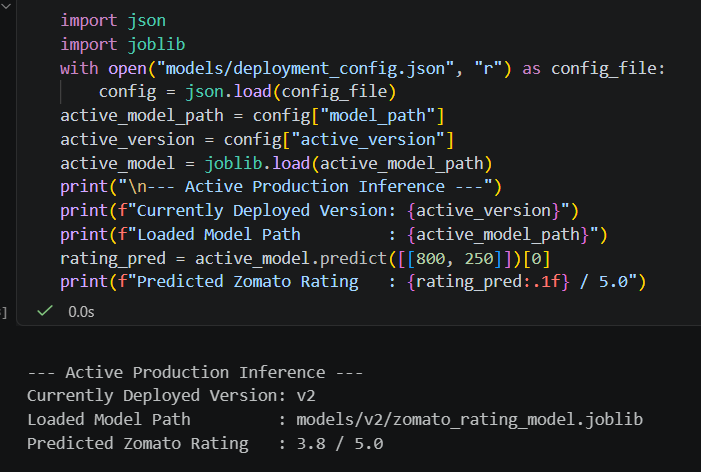 import json
import joblib
with open("models/deployment_config.json", "r") as config_file:
    config = json.load(config_file)
active_model_path = config["model_path"]
active_version = config["active_version"]
active_model = joblib.load(active_model_path)
print("\n--- Active Production Inference ---")
print(f"Currently Deployed Version: {active_version}")
print(f"Loaded Model Path         : {active_model_path}")
rating_pred = active_model.predict([[800, 250]])[0]
print(f"Predicted Zomato Rating   : {rating_pred:.1f} / 5.0")
]
0.0s
--- Active Production Inference ---
Currently Deployed Version: v2
Loaded Model Path         : models/v2/zomato_rating_model.joblib
Predicted Zomato Rating   : 3.8 / 5.0